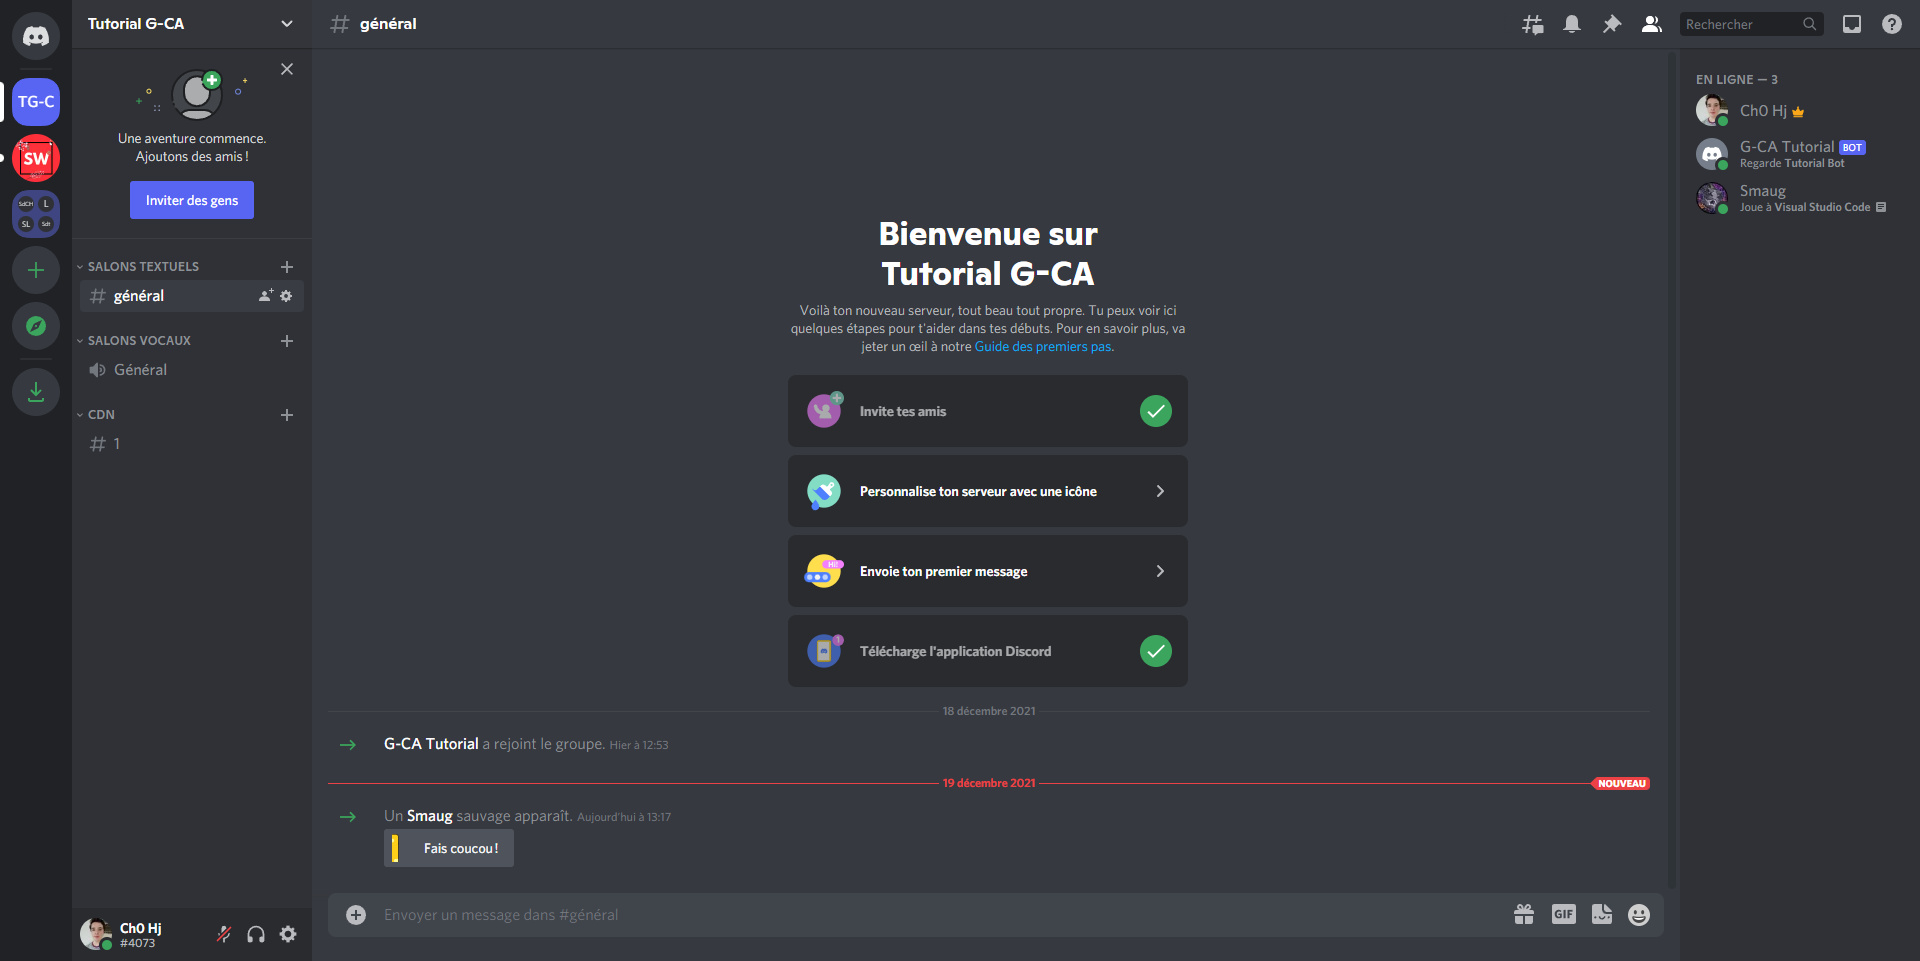 TG-C
SW
SdCH
L
SL
Sdt
Tutorial G-CA
Une aventure commence.
Ajoutons des amis !
Inviter des gens
SALONS TEXTUELS
général
SALONS VOCAUX
Général
CDN
1
Ch0 Hj
#4073
général
Rechercher
Bienvenue sur
Tutorial G-CA
Voilà ton nouveau serveur, tout beau tout propre. Tu peux voir ici
quelques étapes pour t'aider dans tes débuts. Pour en savoir plus, va
jeter un œil à notre Guide des premiers pas.
Invite tes amis
Personnalise ton serveur avec une icône
Hi!
Envoie ton premier message
1
Télécharge l'application Discord
18 décembre 2021
G-CA Tutorial a rejoint le groupe. Hier à 12:53
19 décembre 2021
NOUVEAU
Un Smaug sauvage apparaît. Aujourd'hui à 13:17
Fais coucou !
Envoyer un message dans #général
GIF
EN LIGNE — 3
Ch0 Hj
G-CA Tutorial BOT
Regarde Tutorial Bot
Smaug
Joue à Visual Studio Code